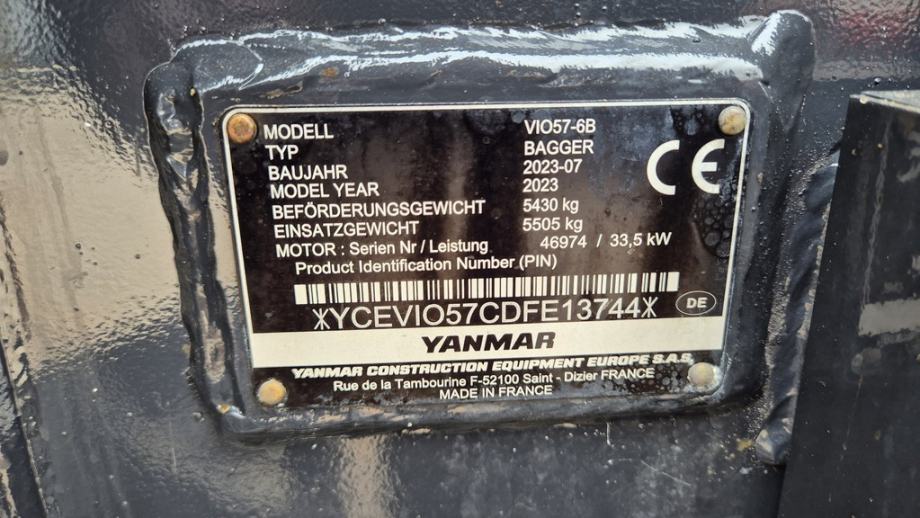 MODELL VIO57-6B
TYP BAGGER
BAUJAHR 2023-07
MODEL YEAR 2023
BEFÖRDERUNGSGEWICHT 5430 kg
EINSATZGEWICHT 5505 kg
MOTOR : Serien Nr / Leistung 46974 / 33,5 kW
Product Identification Number (PIN)
CE
*YCEVIO57CDFE13744*
DE
YANMAR
YANMAR CONSTRUCTION EQUIPMENT EUROPE S.A.S.
Rue de la Tambourine F-52100 Saint - Dizier FRANCE
MADE IN FRANCE